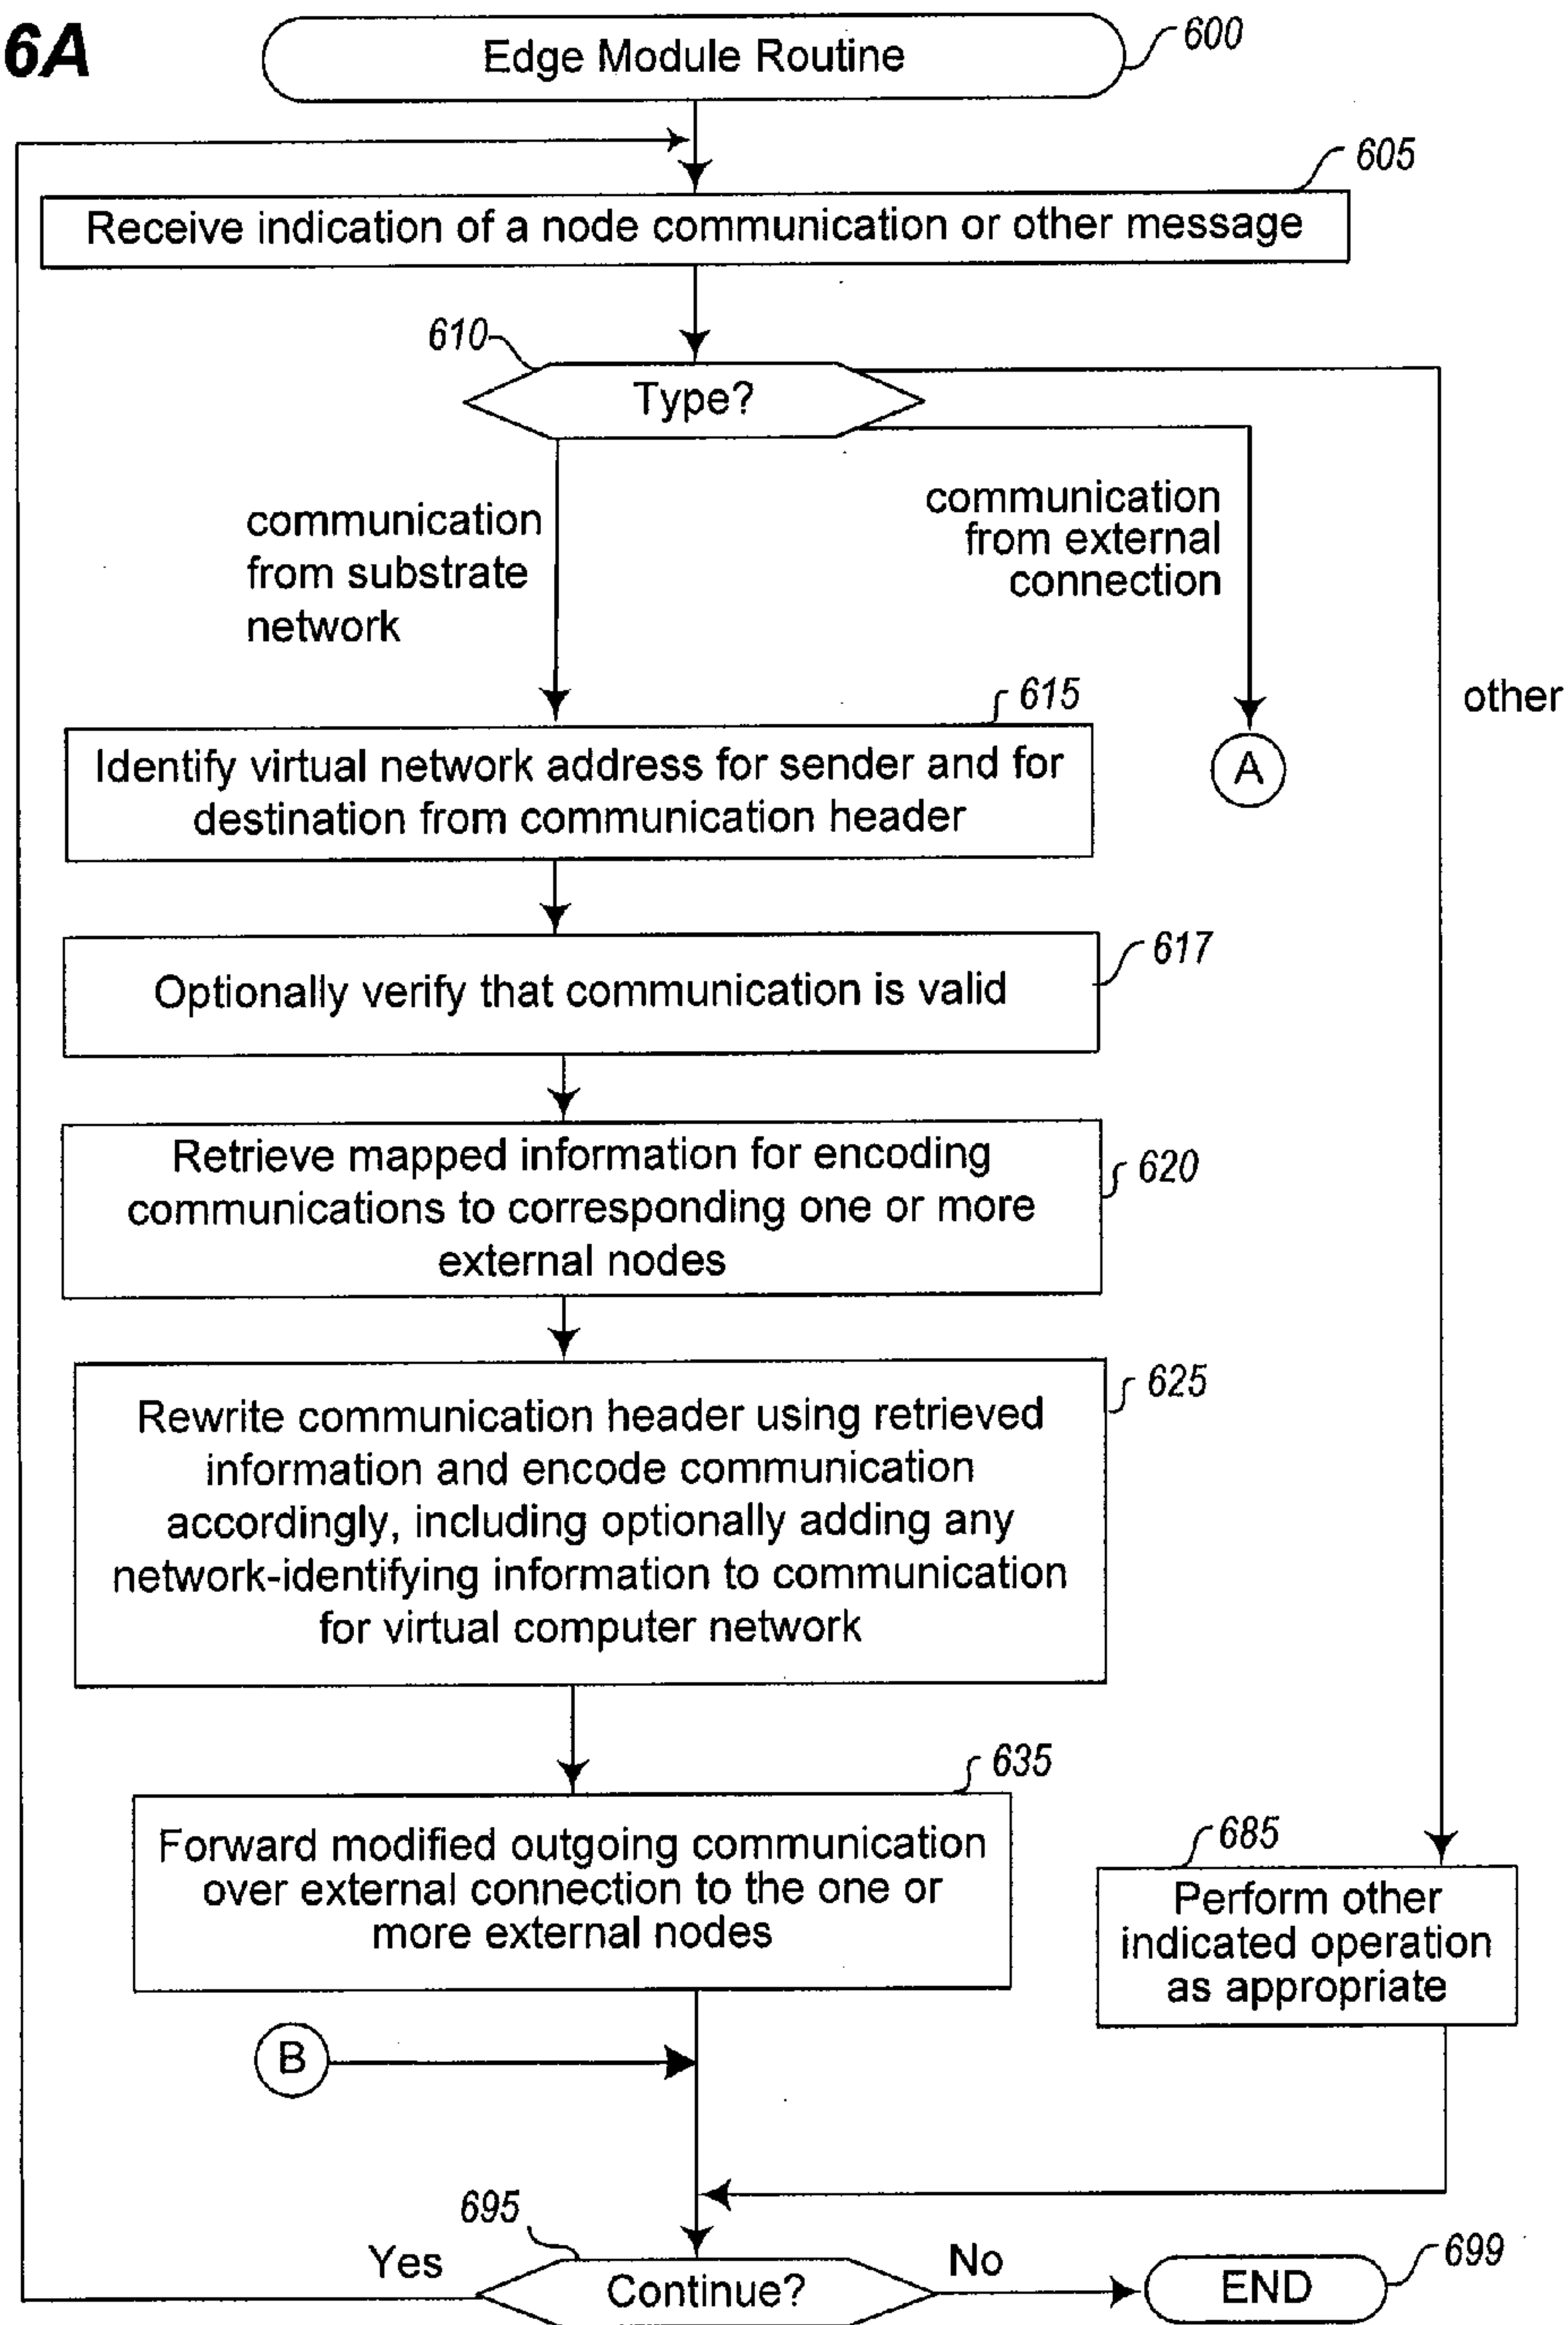 6A
Edge Module Routine
600
605
Receive indication of a node communication or other message
610
Type?
communication
from substrate
network
communication
from external
connection
other
615
Identify virtual network address for sender and for
destination from communication header
A
617
Optionally verify that communication is valid
Retrieve mapped information for encoding
communications to corresponding one or more
external nodes
620
625
Rewrite communication header using retrieved
information and encode communication
accordingly, including optionally adding any
network-identifying information to communication
for virtual computer network
635
Forward modified outgoing communication
over external connection to the one or
more external nodes
685
Perform other
indicated operation
as appropriate
B
695
Yes
Continue?
No
END
699